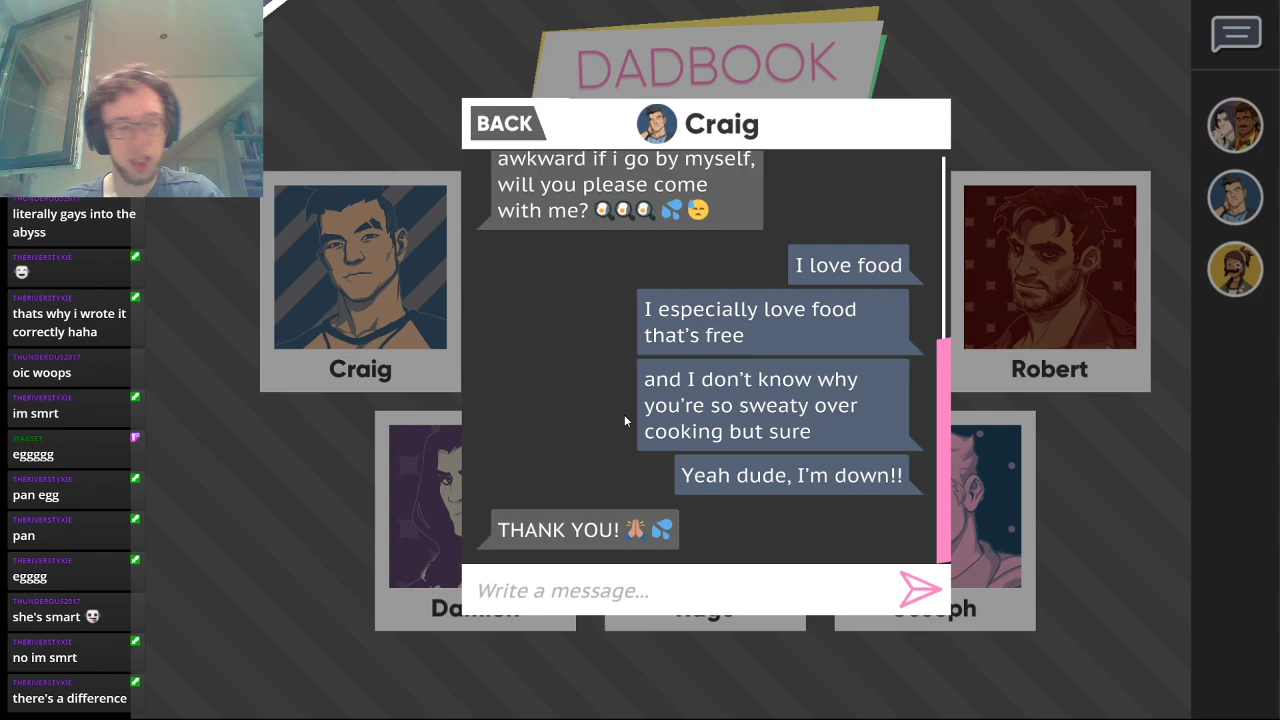 DADBOOK
BACK
Craig
awkward if i go by myself,
will you please come
with me?
I love food
I especially love food
that's free
and I don't know why
you're so sweaty over
cooking but sure
Yeah dude, I'm down!!
THANK YOU!
Write a message...
Craig
Robert
THUNDEROUS2017
literally gays into the
abyss
THERIVERSTYXIE
THERIVERSTYXIE
thats why i wrote it
correctly haha
THUNDEROUS2017
oic woops
THERIVERSTYXIE
im smrt
WAGSET
eggggg
THERIVERSTYXIE
pan egg
THERIVERSTYXIE
pan
THERIVERSTYXIE
egggg
THUNDEROUS2017
she's smart
THERIVERSTYXIE
no im smrt
THERIVERSTYXIE
there's a difference